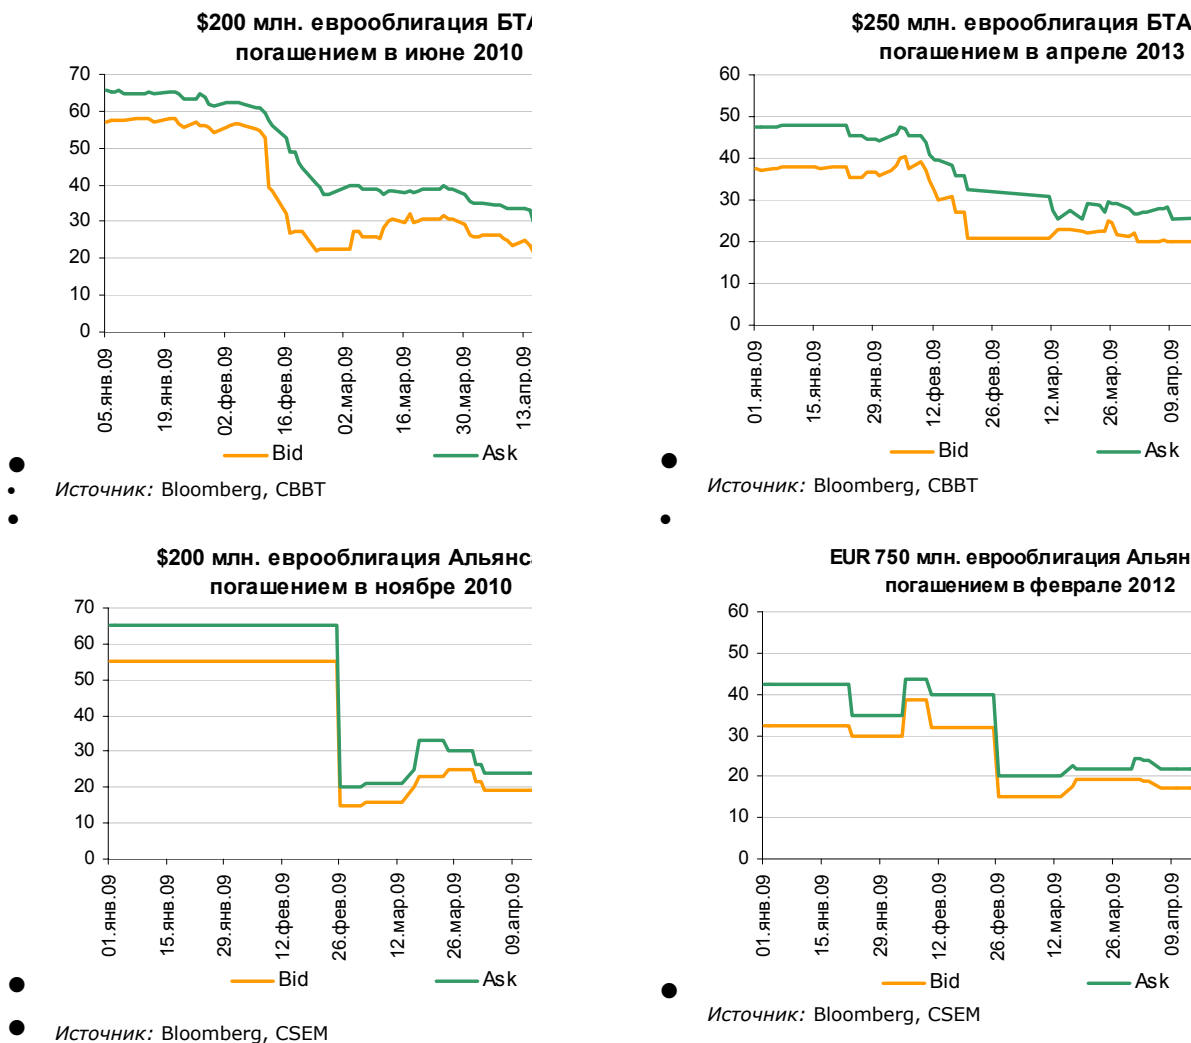 $200 млн. еврооблигация БТА
погашением в июне 2010
70
60
50
40
30
20
10
0
05.янв.09
19.янв.09
02.фев.09
16.фев.09
02.мар.09
16.мар.09
30.мар.09
13.апр.09
Bid
Ask
Источник: Bloomberg, CBBT
$250 млн. еврооблигация БТА
погашением в апреле 2013
60
50
40
30
20
10
0
01.янв.09
15.янв.09
29.янв.09
12.фев.09
26.фев.09
12.мар.09
26.мар.09
09.апр.09
Bid
Ask
Источник: Bloomberg, CBBT
$200 млн. еврооблигация Альянс
погашением в ноябре 2010
70
60
50
40
30
20
10
0
01.янв.09
15.янв.09
29.янв.09
12.фев.09
26.фев.09
12.мар.09
26.мар.09
09.апр.09
Bid
Ask
Источник: Bloomberg, CSEM
EUR 750 млн. еврооблигация Альян
погашением в феврале 2012
60
50
40
30
20
10
0
01.янв.09
15.янв.09
29.янв.09
12.фев.09
26.фев.09
12.мар.09
26.мар.09
09.апр.09
Bid
Ask
Источник: Bloomberg, CSEM